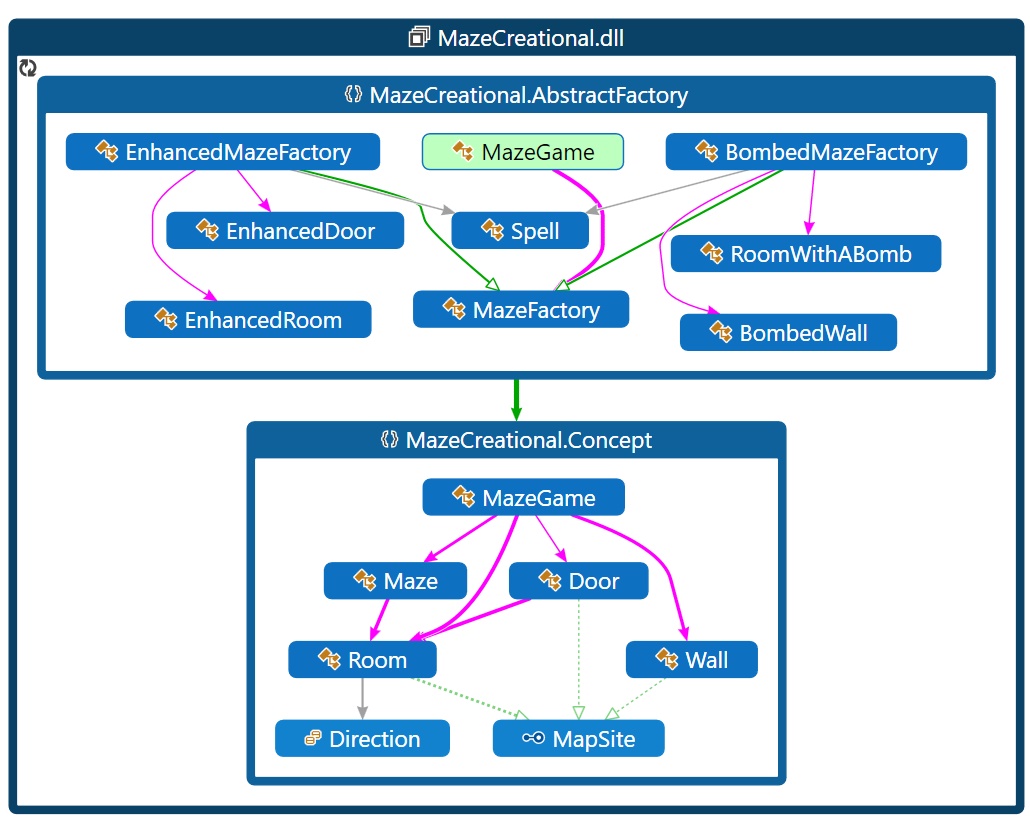 MazeCreational.dll
MazeCreational.AbstractFactory
EnhancedMazeFactory
MazeGame
BombedMazeFactory
EnhancedDoor
Spell
RoomWithABomb
EnhancedRoom
MazeFactory
BombedWall
MazeCreational.Concept
MazeGame
Maze
Door
Room
Wall
Direction
MapSite